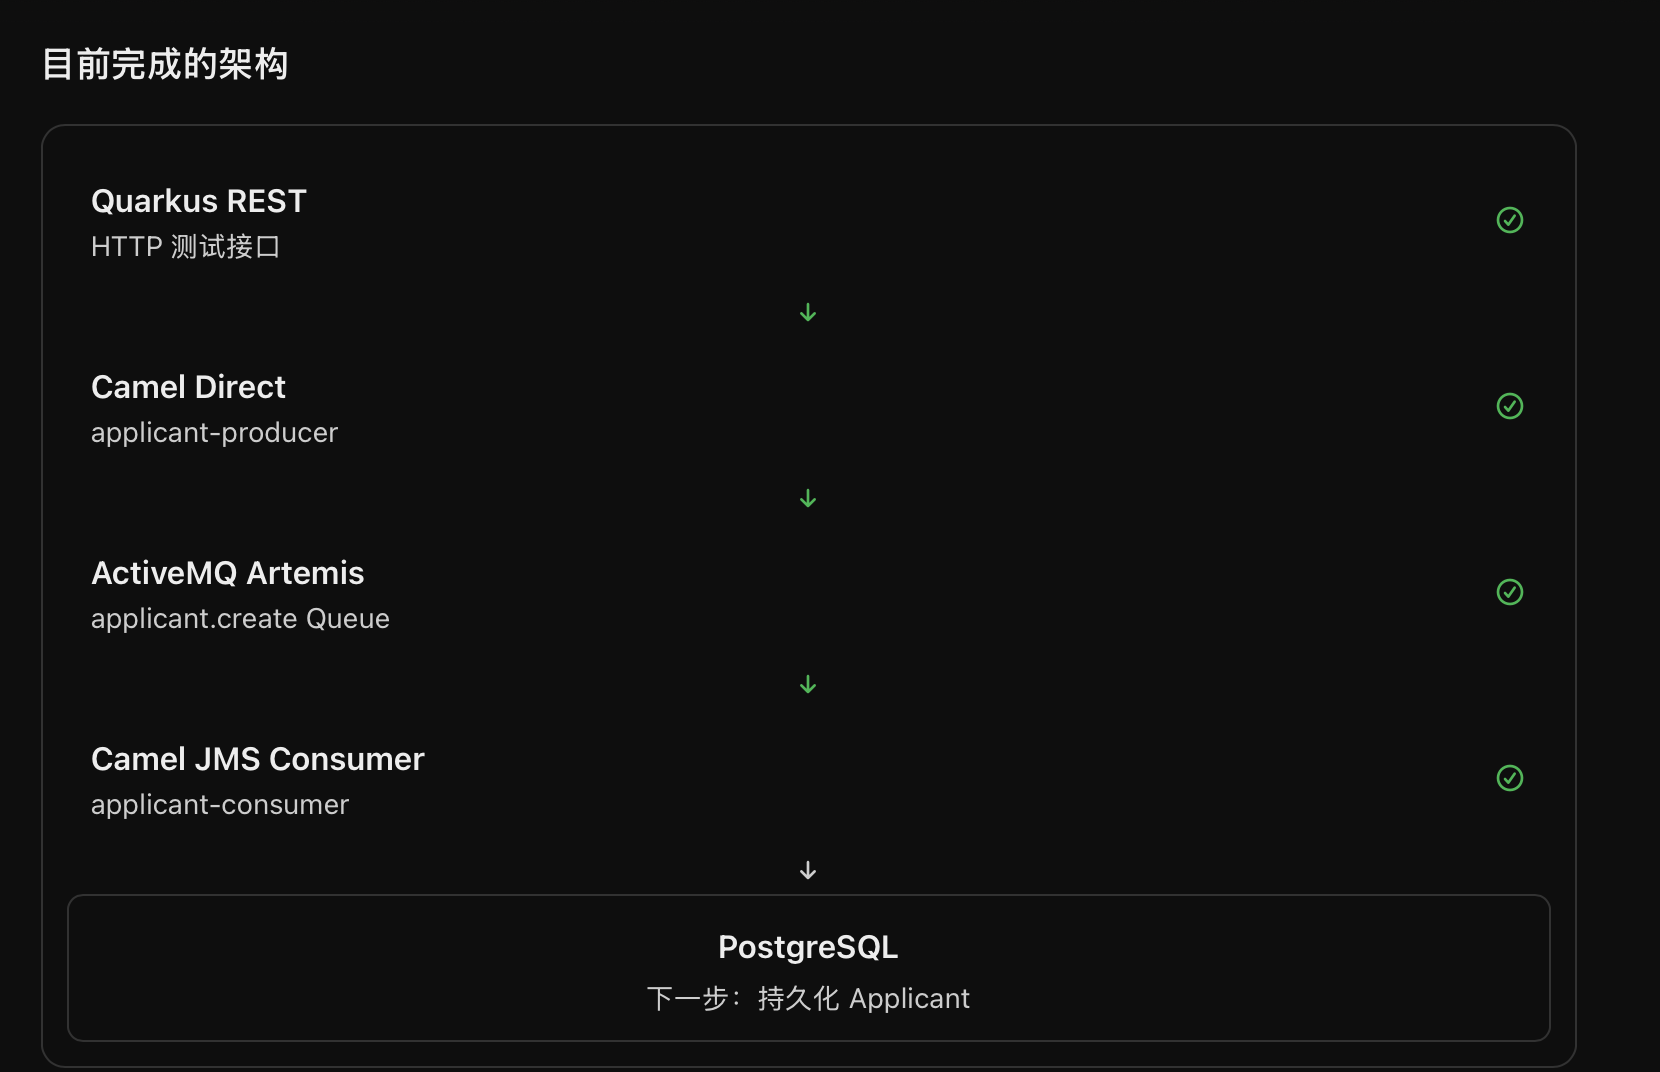 目前完成的架构
Quarkus REST
HTTP 测试接口
Camel Direct
applicant-producer
ActiveMQ Artemis
applicant.create Queue
Camel JMS Consumer
applicant-consumer
PostgreSQL
下一步：持久化 Applicant